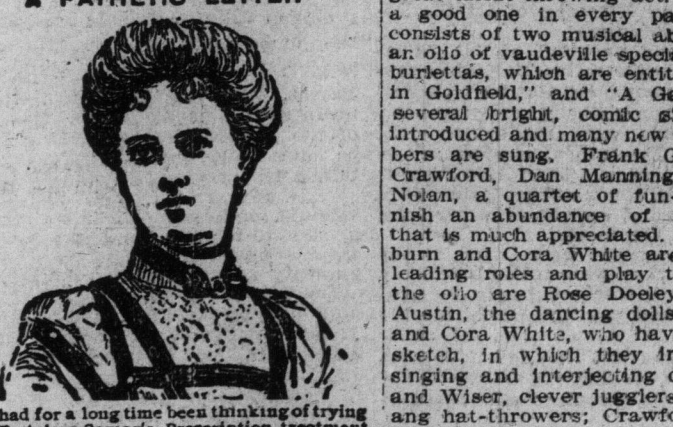 A PATHETIC LETTER
had for a long time been thinking of trying
Prescription treatment
a good one in every pa
consists of two musical
an olio of vaudeville speci
burlettas, which are entit
in Goldfield," and "A
several bright, comic
introduced and many new
bers are sung. Frank
Crawford, Dan Manning
Nolan, a quartet of fun-
nish an abundance of
that is much appreciated.
burn and Cora White are
leading roles and play t
the olio are Rose Deeley
Austin, the dancing dolls
and Cora White, who hav
sketch, in which they in
singing and interjecting
and Wiser, clever jugglers
ang hat-throwers; Crawfo